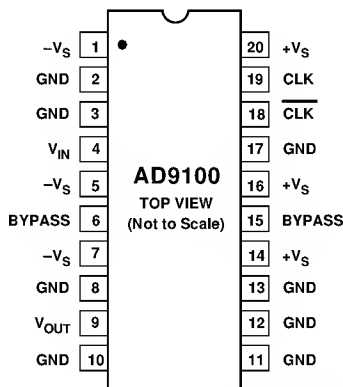 –VS 1 20 +VS
GND 2 19 CLK
GND 3 18 C̅L̅K̅
VIN 4 17 GND
–VS 5 16 +VS
BYPASS 6 15 BYPASS
–VS 7 14 +VS
GND 8 13 GND
VOUT 9 12 GND
GND 10 11 GND
AD9100
TOP VIEW
(Not to Scale)